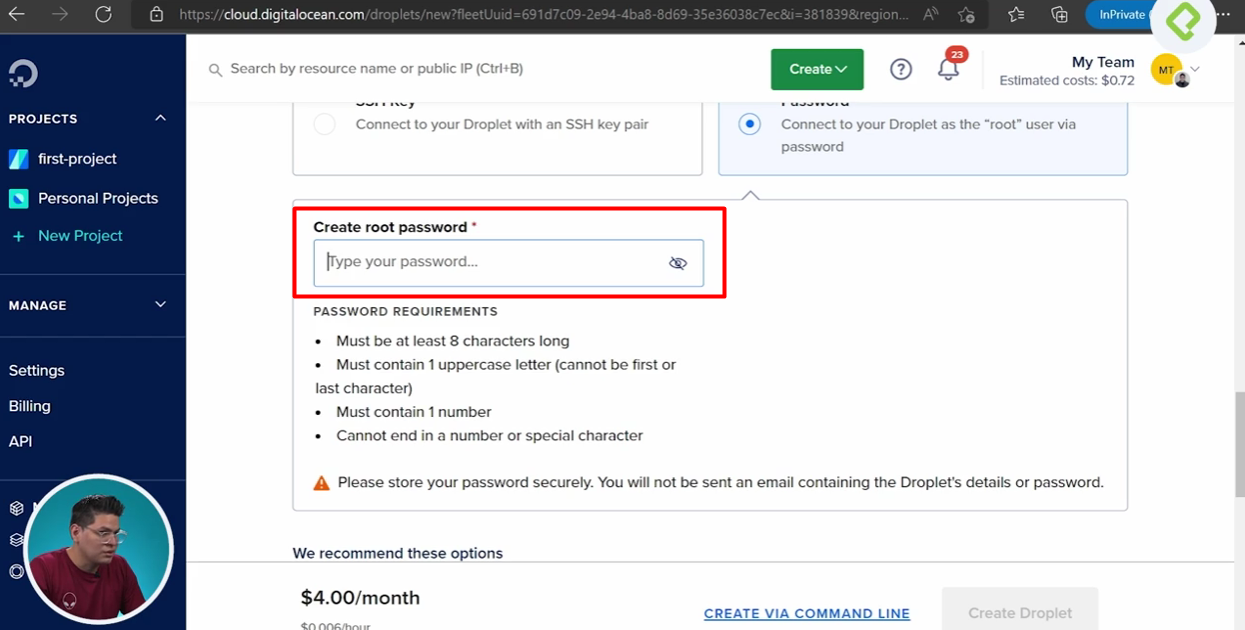 https://cloud.digitalocean.com/droplets/new?fleetUuid=691d7c09-2e94-4ba8-8d69-35e36038c7ec&i=381839&region...
InPrivate
Search by resource name or public IP (Ctrl+B)
Create
23
My Team
Estimated costs: $0.72
MT
PROJECTS
first-project
Personal Projects
+ New Project
MANAGE
Settings
Billing
API
SSH Key
Connect to your Droplet with an SSH key pair
Password
Connect to your Droplet as the “root” user via
password
Create root password *
Type your password...
PASSWORD REQUIREMENTS
• Must be at least 8 characters long
• Must contain 1 uppercase letter (cannot be first or
last character)
• Must contain 1 number
• Cannot end in a number or special character
Please store your password securely. You will not be sent an email containing the Droplet's details or password.
We recommend these options
$4.00/month
$0.006/hour
CREATE VIA COMMAND LINE
Create Droplet